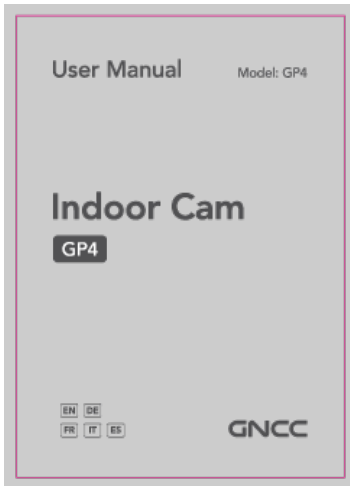 User Manual Model: GP4
Indoor Cam
GP4
EN DE
FR IT ES
GNCC